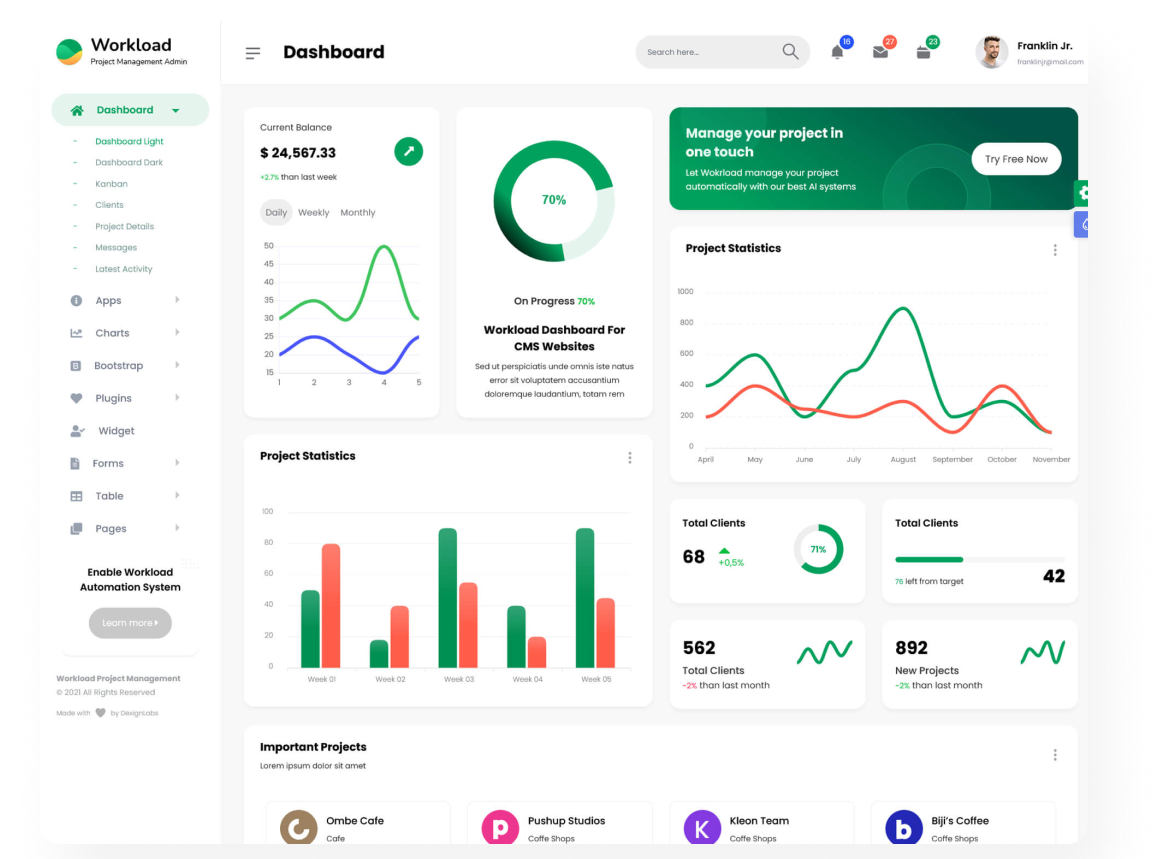 Workload
Project Management Admin
Dashboard
Search here...
16
27
23
Franklin Jr.
Dashboard
- Dashboard Light
- Dashboard Dark
- Kanban
- Clients
- Project Details
- Messages
- Latest Activity
Apps
Charts
Bootstrap
Plugins
Widget
Forms
Table
Pages
Enable Workload
Automation System
Learn more
Workload Project Management
© 2021 All Rights Reserved
Made with
by DexignLabs
Current Balance
$ 24,567.33
+2.7% than last week
Daily Weekly Monthly
50
45
40
35
30
25
20
15
1 2 3 4 5
70%
On Progress 70%
Workload Dashboard For
CMS Websites
Sed ut perspiciatis unde omnis iste natus
error sit voluptatem accusantium
doloremque laudantium, totam rem
Manage your project in
one touch
Let Wokrload manage your project
automatically with our best AI systems
Try Free Now
Project Statistics
1000
800
600
400
200
0
April May June July August September October November
Project Statistics
100
80
60
40
20
0
Week 01 Week 02 Week 03 Week 04 Week 05
Total Clients
68
+0,5%
71%
Total Clients
76 left from target
42
562
Total Clients
-2% than last month
892
New Projects
-2% than last month
Important Projects
Lorem ipsum dolor sit amet
Ombe Cafe
Cafe
Pushup Studios
Coffe Shops
K
Kleon Team
Coffe Shops
b
Biji's Coffee
Coffe Shops